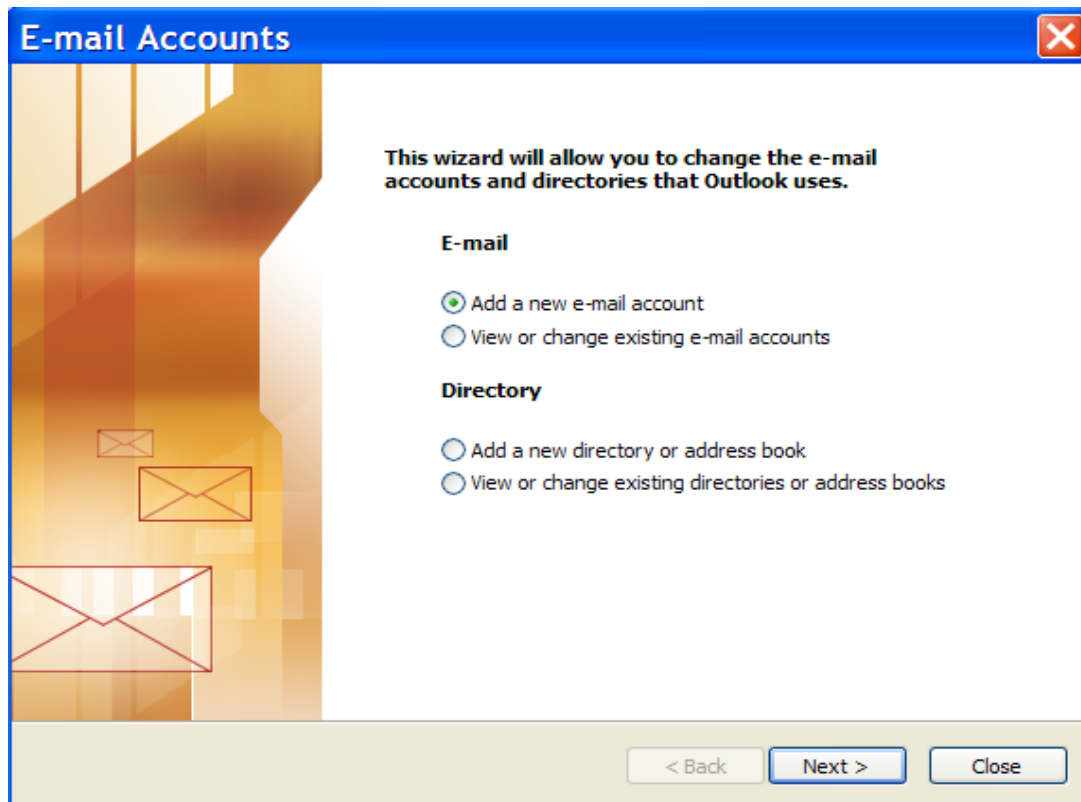 E-mail Accounts
This wizard will allow you to change the e-mail
accounts and directories that Outlook uses.
E-mail
Add a new e-mail account
View or change existing e-mail accounts
Directory
Add a new directory or address book
View or change existing directories or address books
< Back Next > Close